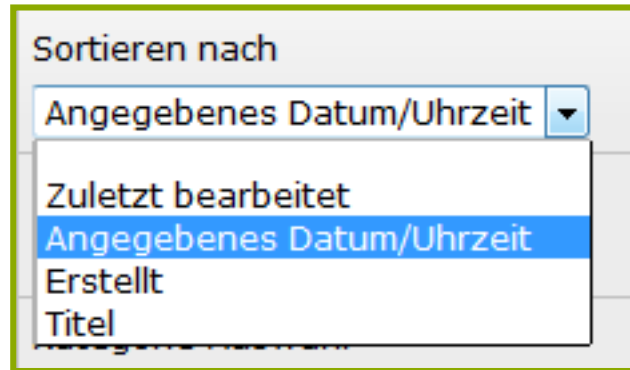 Sortieren nach
Angegebenes Datum/Uhrzeit
Zuletzt bearbeitet
Angegebenes Datum/Uhrzeit
Erstellt
Titel